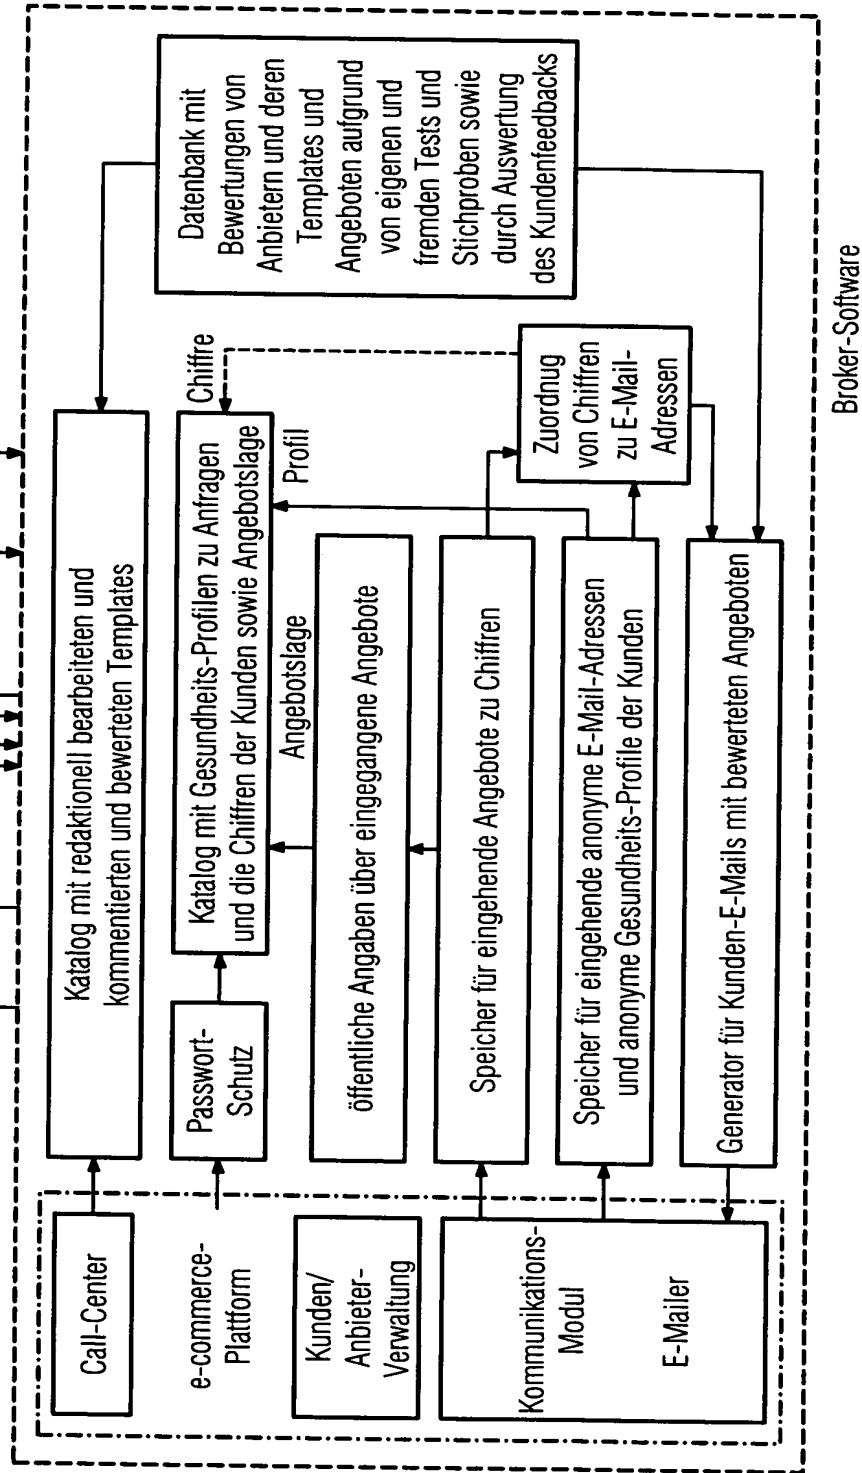 Call-Center
e-commerce-
Plattform
Kunden/
Anbieter-
Verwaltung
Kommunikations-
Modul
E-Mailer
Katalog mit redaktionell bearbeiteten und
kommentierten und bewerteten Templates
Passwort-
Schutz
Katalog mit Gesundheits-Profilen zu Anfragen
und die Chiffren der Kunden sowie Angebotslage
Chiffre
Angebotslage
Profil
öffentliche Angaben über eingegangene Angebote
Speicher für eingehende Angebote zu Chiffren
Speicher für eingehende anonyme E-Mail-Adressen
und anonyme Gesundheits-Profile der Kunden
Generator für Kunden-E-Mails mit bewerteten Angeboten
Zuordnug
von Chiffren
zu E-Mail-
Adressen
Datenbank mit
Bewertungen von
Anbietern und deren
Templates und
Angeboten aufgrund
von eigenen und
fremden Tests und
Stichproben sowie
durch Auswertung
des Kundenfeedbacks
Broker-Software